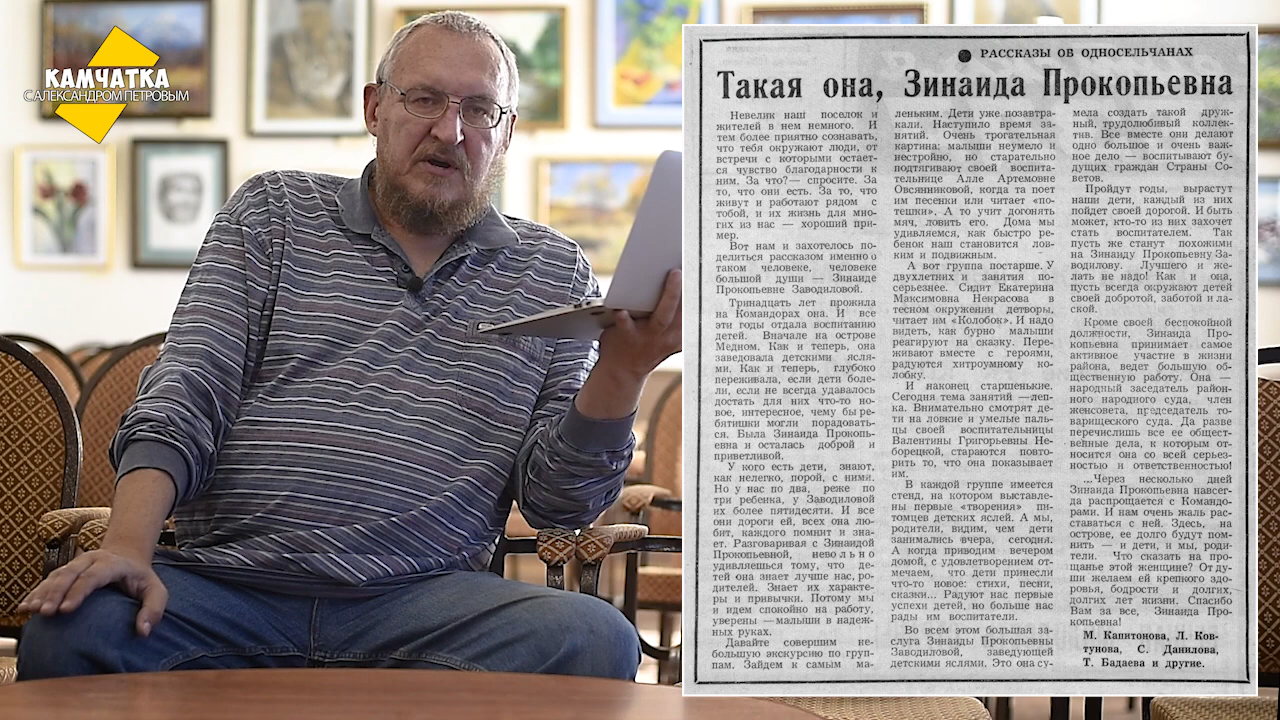 КАМЧАТКА
С АЛЕКСАНДРОМ ПЕТРОВЫМ
РАССКАЗЫ ОБ ОДНОСЕЛЬЧАНАХ
Такая она, Зинаида Прокопьевна
Невелик наш поселок и
жителей в нем немного. И
тем более приятно сознавать,
что тебя окружают люди, от
встречи с которыми остает-
ся чувство благодарности к
ним. За что? — спросите. За
то, что они есть. За то, что
живут и работают рядом с
тобой, и их жизнь для мно-
гих из нас — хороший при-
мер.
Вот нам и захотелось по-
делиться рассказом именно о
таком человеке, человеке
большой души — Зинаиде
Прокопьевне Заводиловой.
Тринадцать лет прожила
на Командорах она. И все
эти годы отдала воспитанию
детей. Вначале на острове
Медном. Как и теперь, она
заведовала детскими ясля-
ми. Как и теперь, глубоко
переживала, если дети боле-
ли, если не всегда удавалось
достать для них что-то но-
вое, интересное, чему бы ре-
бятишки могли порадовать-
ся. Была Зинаида Прокопь-
евна и осталась доброй и
приветливой.
У кого есть дети, знают,
как нелегко, порой, с ними.
Но у нас по два, реже по
три ребенка, у Заводиловой
их более пятидесяти. И все
они дороги ей, всех она лю-
бит, каждого помнит и зна-
ет. Разговаривая с Зинаидой
Прокопьевной, невольно
удивляешься тому, что де-
тей она знает лучше нас, ро-
дителей. Знает их характе-
ры и привычки. Потому мы
и идем спокойно на работу,
уверены — малыши в надеж-
ных руках.
Давайте совершим не-
большую экскурсию по груп-
пам. Зайдем к самым ма-
леньким. Дети уже позавтра-
кали. Наступило время за-
нятий. Очень трогательная
картина: малыши неумело и
нестройно, но старательно
подтягивают своей воспита-
тельнице Алле Артемовне
Овсянниковой, когда та поет
им песенки или читает «по-
тешки». А то учит догонять
мяч, ловить его. Дома мы
удивляемся, как быстро ре-
бенок наш становится лов-
ким и подвижным.
А вот группа постарше. У
двухлетних и занятия по-
серьезнее. Сидит Екатерина
Максимовна Некрасова в
тесном окружении детворы,
читает им «Колобок». И надо
видеть, как бурно малыши
реагируют на сказку. Пере-
живают вместе с героями,
радуются хитроумному ко-
лобку.
И наконец старшенькие.
Сегодня тема занятий —леп-
ка. Внимательно смотрят де-
ти на ловкие и умелые паль-
цы своей воспитательницы
Валентины Григорьевны Не-
борецкой, стараются повто-
рить то, что она показывает
им.
В каждой группе имеется
стенд, на котором выставле-
ны первые «творения» пи-
томцев детских яслей. А мы,
родители, видим, чем дети
занимались вчера, сегодня.
А когда приводим вечером
домой, с удовлетворением от-
мечаем, что дети принесли
что-то новое: стихи, песни,
сказки... Радуют нас первые
успехи детей, но больше нас
рады им воспитатели.
Во всем этом большая за-
слуга Зинаиды Прокопьевны
Заводиловой, заведующей
детскими яслями. Это она су-
мела создать такой друж-
ный, трудолюбивый коллек-
тив. Все вместе они делают
одно большое и очень важ-
ное дело — воспитывают бу-
дущих граждан Страны Со-
ветов.
Пройдут годы, вырастут
наши дети, каждый из них
пойдет своей дорогой. И быть
может, кто-то из них захочет
стать воспитателем. Так
пусть же станут похожими
на Зинаиду Прокопьевну За-
водилову. Лучшего и же-
лать не надо! Как и она,
пусть всегда окружают детей
своей добротой, заботой и ла-
ской.
Кроме своей беспокойной
должности, Зинаида Про-
копьевна принимает самое
активное участие в жизни
района, ведет большую об-
щественную работу. Она —
народный заседатель район-
ного народного суда, член
женсовета, председатель то-
варищеского суда. Да разве
перечислишь все ее общест-
венные дела, к которым от-
носится она со всей серьез-
ностью и ответственностью!
...Через несколько дней
Зинаида Прокопьевна навсег-
да распрощается с Командо-
рами. И нам очень жаль рас-
ставаться с ней. Здесь, на
острове, ее долго будут пом-
нить — и дети, и мы, роди-
тели. Что сказать на про-
щанье этой женщине? От ду-
ши желаем ей крепкого здо-
ровья, бодрости и долгих,
долгих лет жизни. Спасибо
Вам за все, Зинаида Про-
копьевна!
М. Капитонова, Л. Ков-
тунова, С. Данилова,
Т. Бадаева и другие.